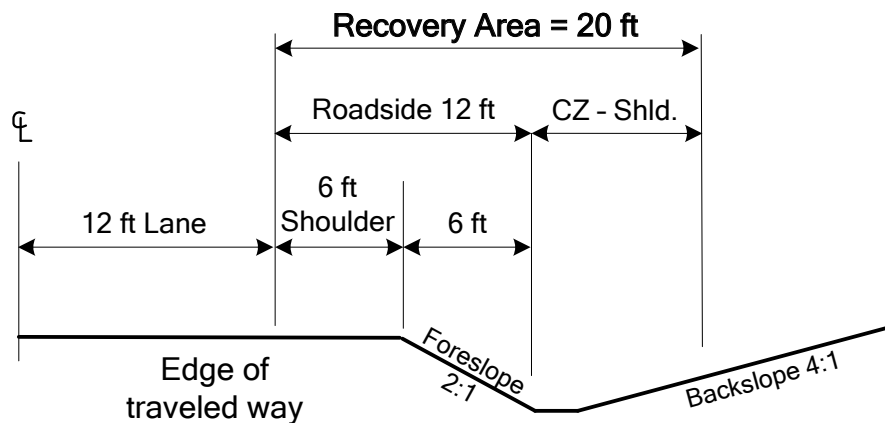 Recovery Area = 20 ft
Roadside 12 ft
CZ - Shld.
℄
6 ft
Shoulder
12 ft Lane
6 ft
Foreslope
2:1
Backslope 4:1
Edge of
traveled way